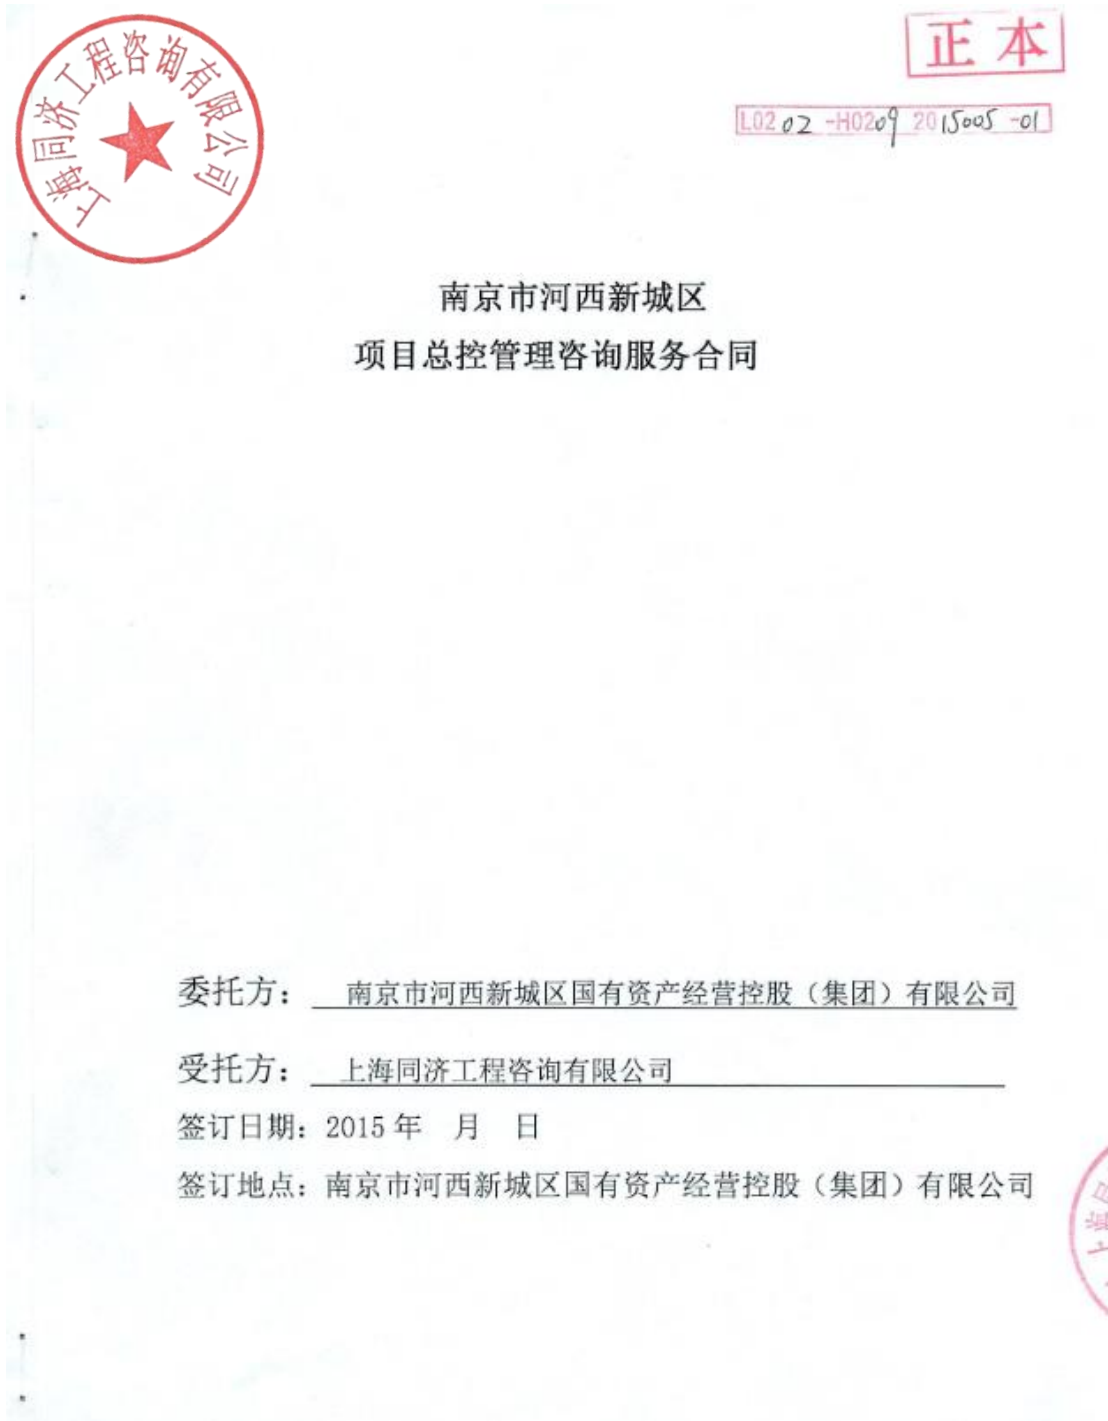 上海同济工程咨询有限公司
正本
L0202-H0209 2015005-01
南京市河西新城区
项目总控管理咨询服务合同
委托方：南京市河西新城区国有资产经营控股（集团）有限公司
受托方：上海同济工程咨询有限公司
签订日期：2015年 月 日
签订地点：南京市河西新城区国有资产经营控股（集团）有限公司